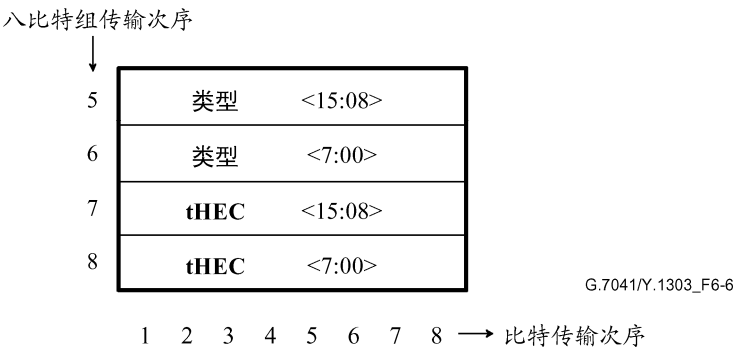 八比特组传输次序
5 类型 <15:08>
6 类型 <7:00>
7 tHEC <15:08>
8 tHEC <7:00>
G.7041/Y.1303_F6-6
1 2 3 4 5 6 7 8 比特传输次序